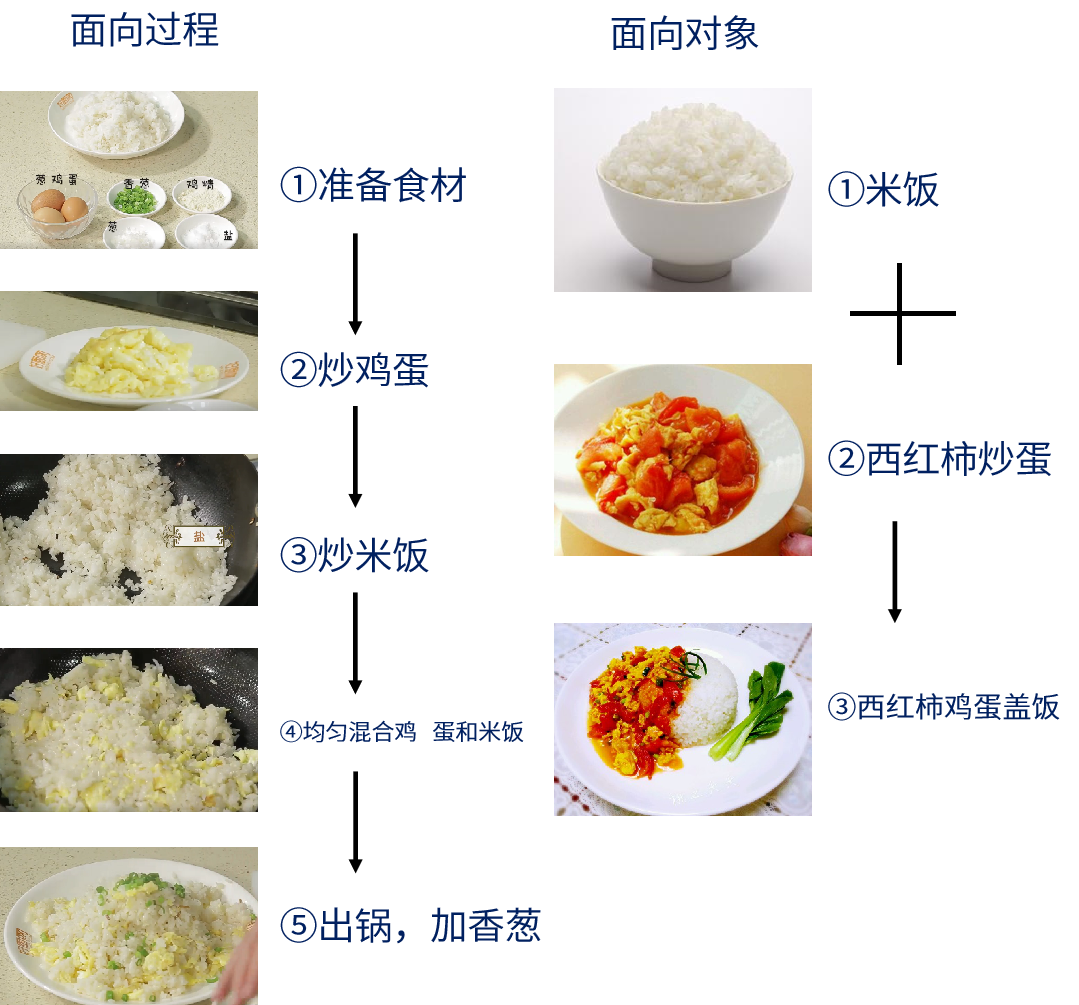 面向过程
葱 鸡 蛋
香 葱
鸡 精
葱
盐
①准备食材
②炒鸡蛋
盐
③炒米饭
④均匀混合鸡 蛋和米饭
⑤出锅，加香葱
面向对象
①米饭
②西红柿炒蛋
③西红柿鸡蛋盖饭